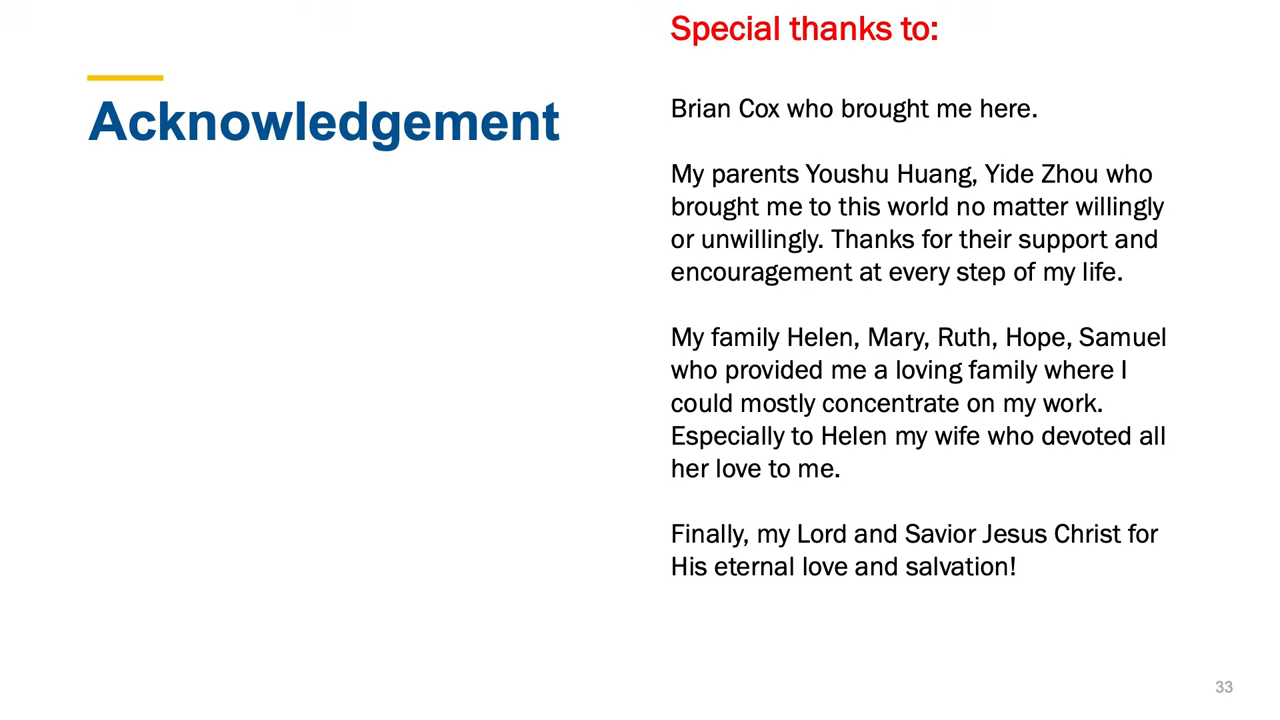 Acknowledgement
Special thanks to:
Brian Cox who brought me here.
My parents Youshu Huang, Yide Zhou who
brought me to this world no matter willingly
or unwillingly. Thanks for their support and
encouragement at every step of my life.
My family Helen, Mary, Ruth, Hope, Samuel
who provided me a loving family where I
could mostly concentrate on my work.
Especially to Helen my wife who devoted all
her love to me.
Finally, my Lord and Savior Jesus Christ for
His eternal love and salvation!
33